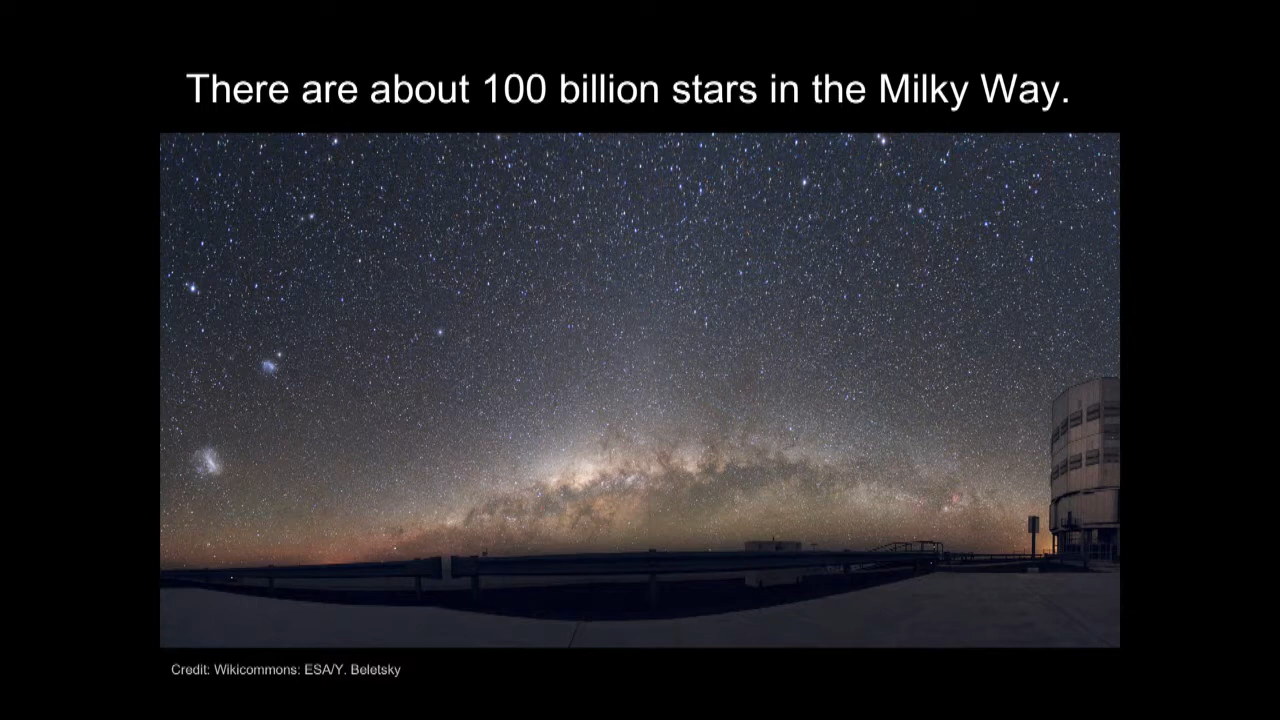 There are about 100 billion stars in the Milky Way.
Credit: Wikicommons: ESA/Y. Beletsky